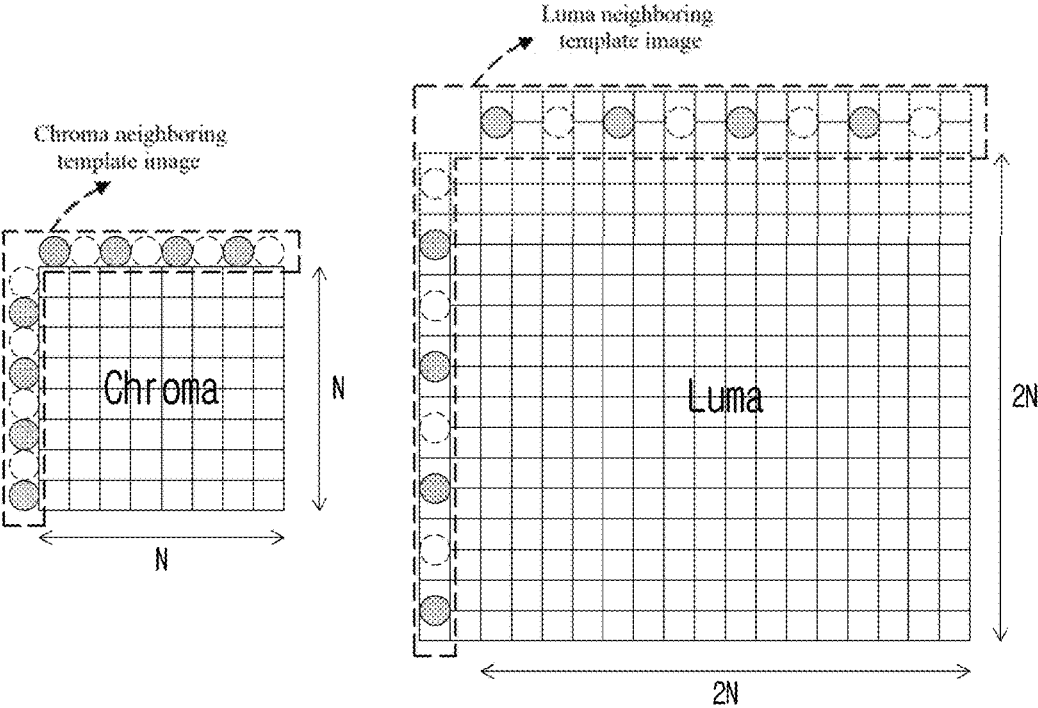 Luma neighboring
template image
Chroma neighboring
template image
Chroma
N
N
Luma
2N
2N